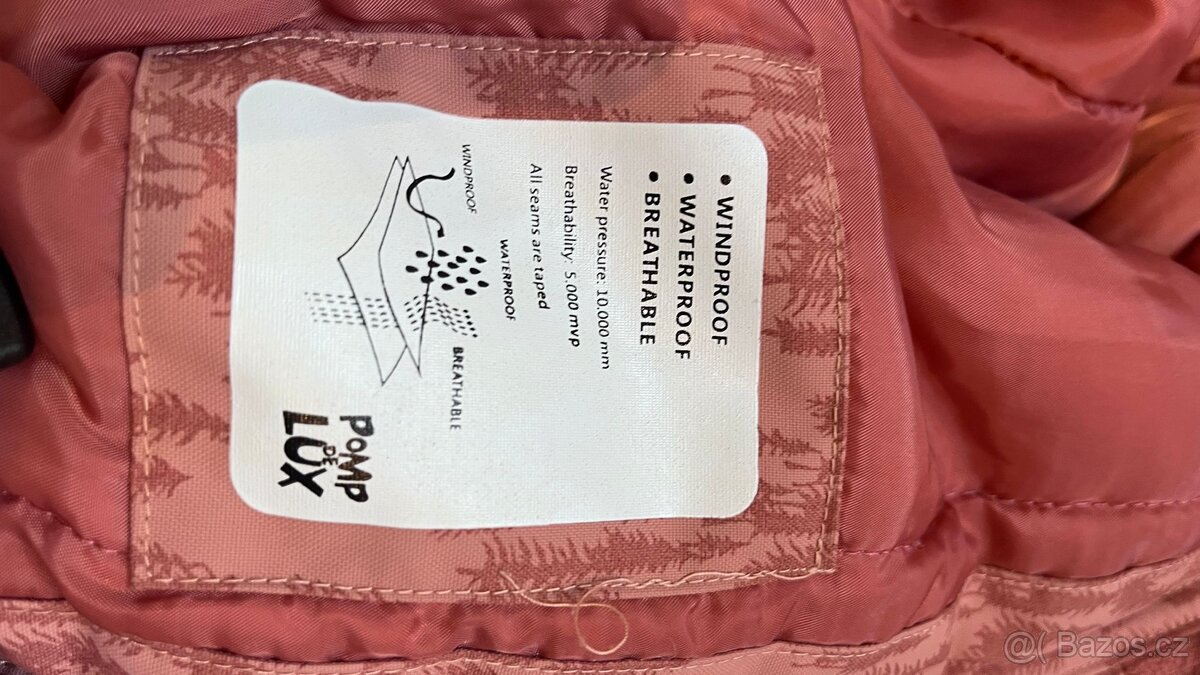 • WINDPROOF
• WATERPROOF
• BREATHABLE
Water pressure: 10.000 mm
Breathability: 5.000 mvp
All seams are taped
WINDPROOF
WATERPROOF
BREATHABLE
POMP
DE
LUX
@( Bazos.cz